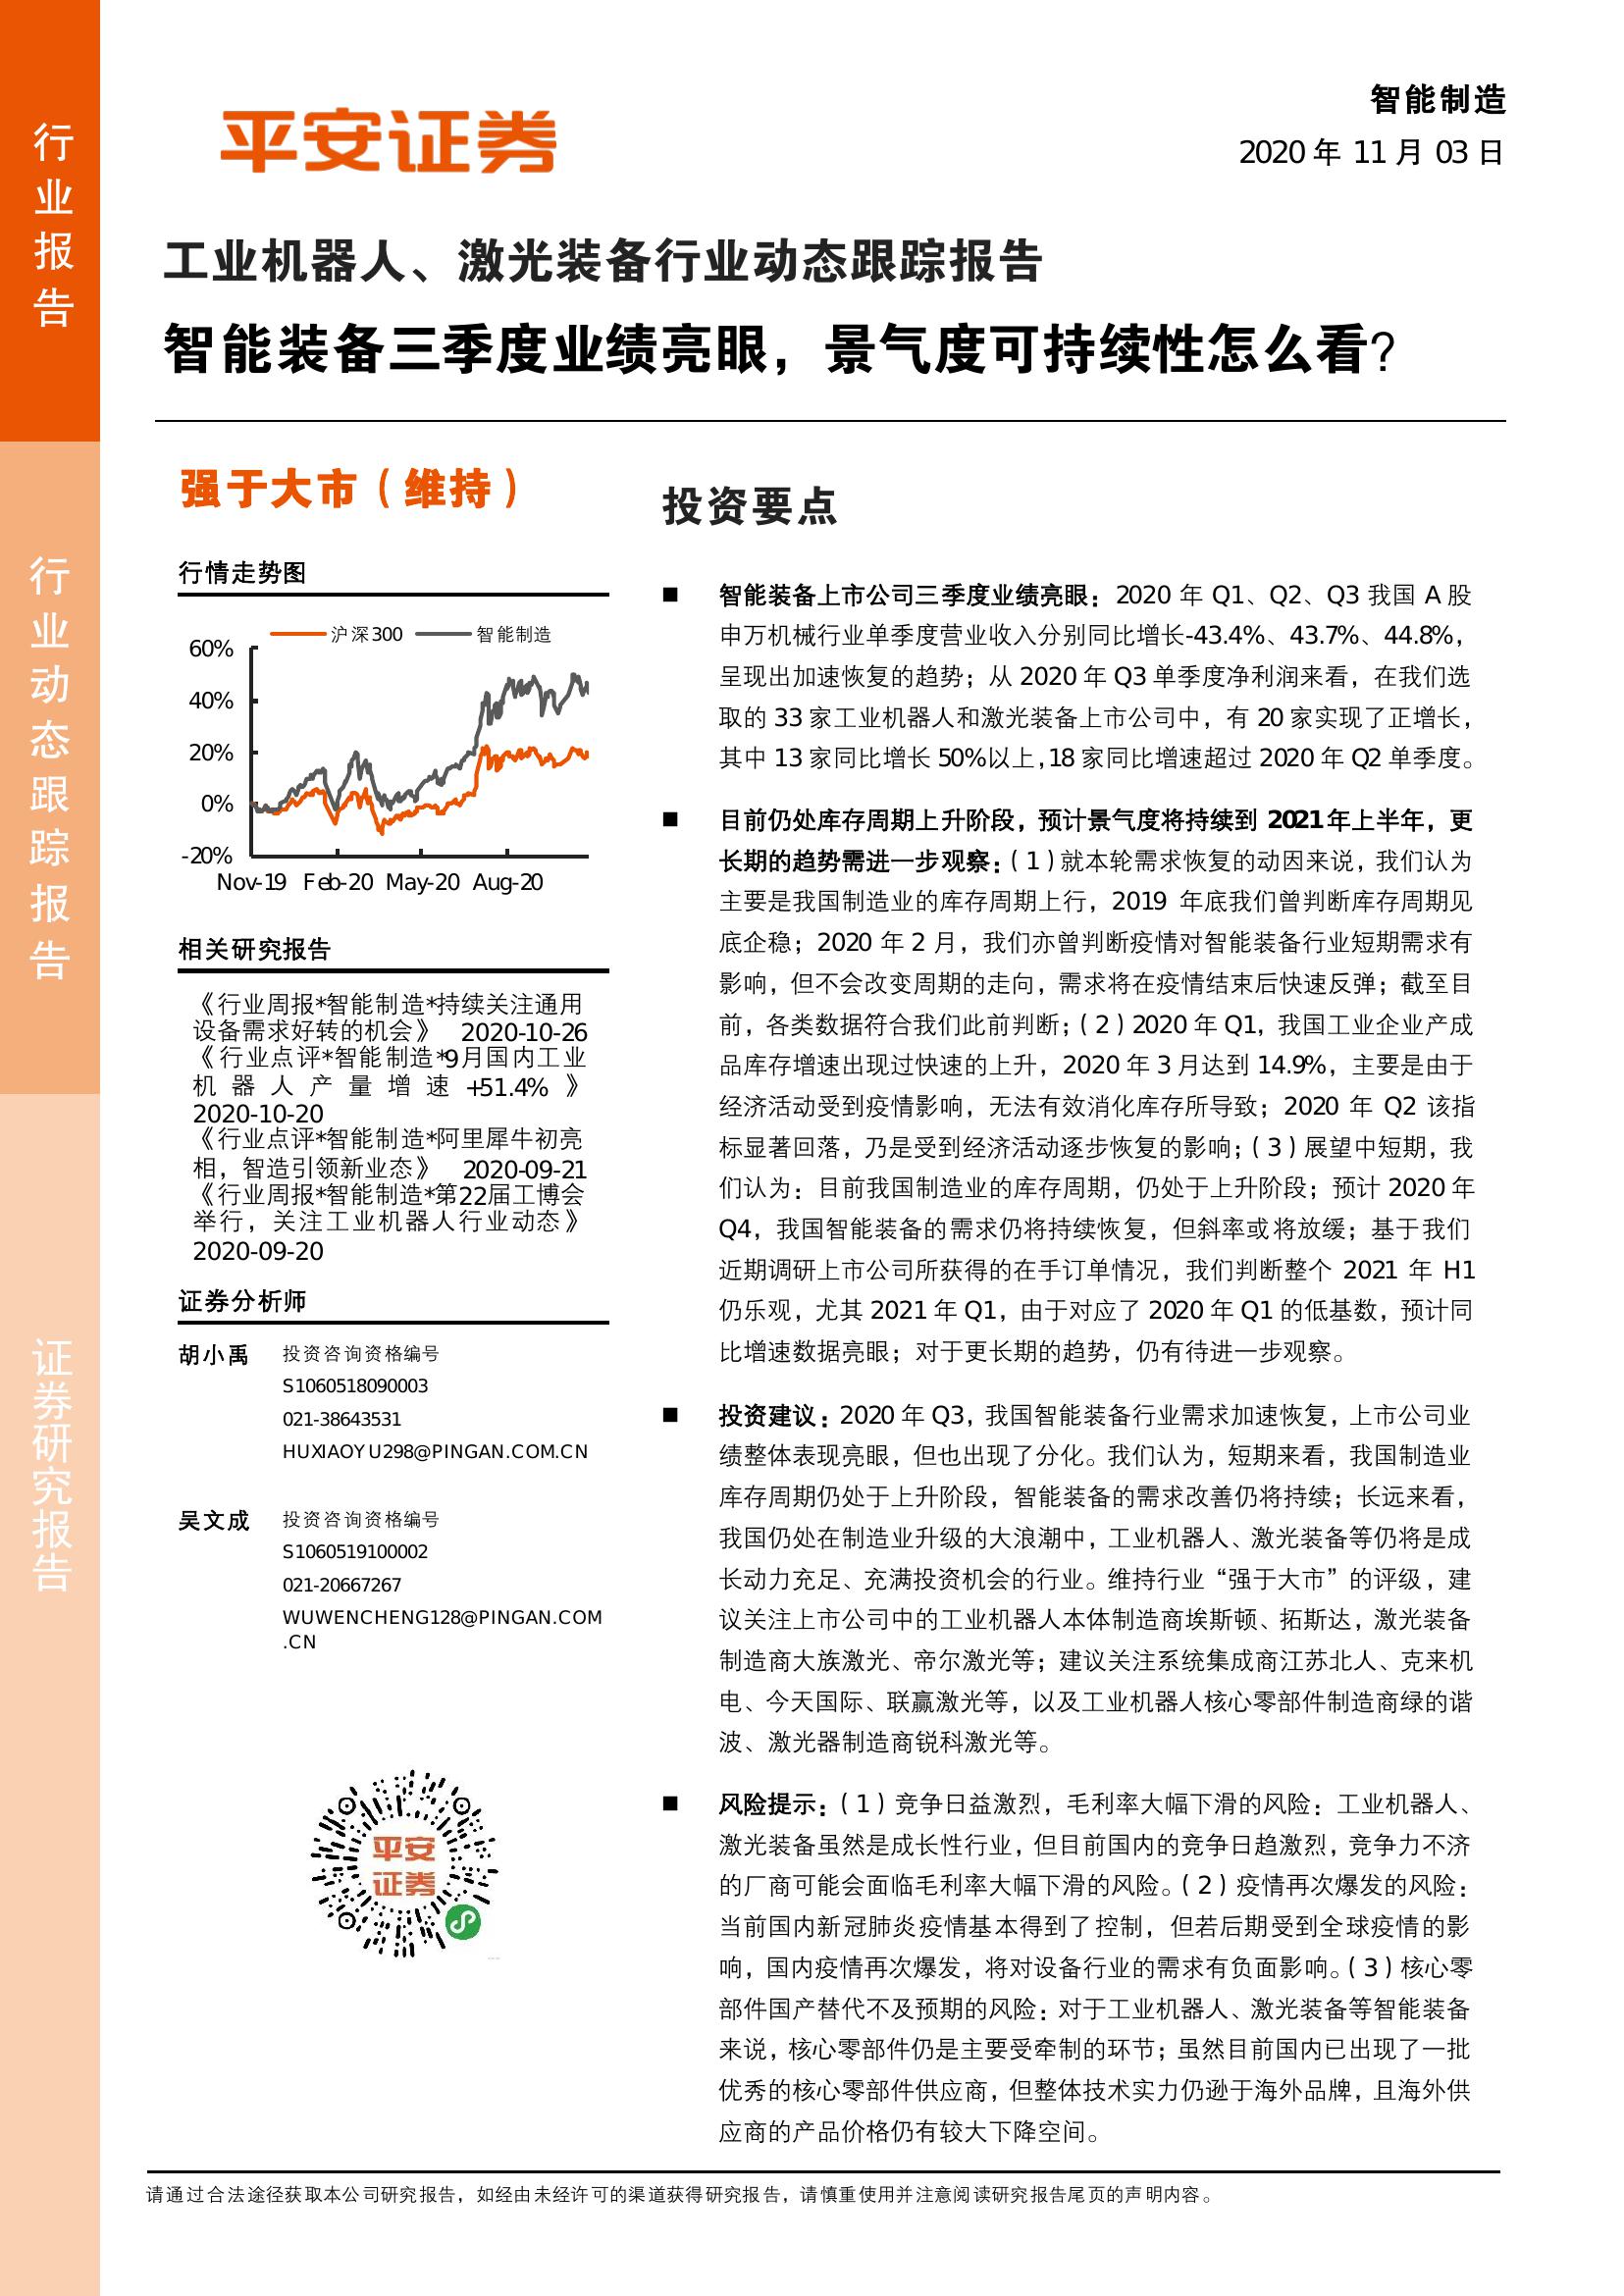 行业报告
行业动态跟踪报告
证券研究报告
平安证券
智能制造
2020 年 11 月 03 日
工业机器人、激光装备行业动态跟踪报告
智能装备三季度业绩亮眼，景气度可持续性怎么看?
强于大市（维持）
行情走势图
沪深300 智能制造
60%
40%
20%
0%
-20%
Nov-19 Feb-20 May-20 Aug-20
相关研究报告
《行业周报*智能制造*持续关注通用
设备需求好转的机会》 2020-10-26
《行业点评*智能制造*9月国内工业
机器人产量增速+51.4%》
2020-10-20
《行业点评*智能制造*阿里犀牛初亮
相，智造引领新业态》 2020-09-21
《行业周报*智能制造*第22届工博会
举行，关注工业机器人行业动态》
2020-09-20
证券分析师
胡小禹 投资咨询资格编号
S1060518090003
021-38643531
HUXIAOYU298@PINGAN.COM.CN
吴文成 投资咨询资格编号
S1060519100002
021-20667267
WUWENCHENG128@PINGAN.COM
.CN
平安
证券
投资要点
■ 智能装备上市公司三季度业绩亮眼：2020 年 Q1、Q2、Q3 我国 A 股
申万机械行业单季度营业收入分别同比增长-43.4%、43.7%、44.8%，
呈现出加速恢复的趋势；从 2020 年 Q3 单季度净利润来看，在我们选
取的 33 家工业机器人和激光装备上市公司中，有 20 家实现了正增长，
其中 13 家同比增长 50%以上，18 家同比增速超过 2020 年 Q2 单季度。
■ 目前仍处库存周期上升阶段，预计景气度将持续到 2021年上半年，更
长期的趋势需进一步观察：（1）就本轮需求恢复的动因来说，我们认为
主要是我国制造业的库存周期上行，2019 年底我们曾判断库存周期见
底企稳；2020 年 2 月，我们亦曾判断疫情对智能装备行业短期需求有
影响，但不会改变周期的走向，需求将在疫情结束后快速反弹；截至目
前，各类数据符合我们此前判断；（2）2020 年 Q1，我国工业企业产成
品库存增速出现过快速的上升，2020 年 3 月达到 14.9%，主要是由于
经济活动受到疫情影响，无法有效消化库存所导致；2020 年 Q2 该指
标显著回落，乃是受到经济活动逐步恢复的影响；（3）展望中短期，我
们认为：目前我国制造业的库存周期，仍处于上升阶段；预计 2020 年
Q4，我国智能装备的需求仍将持续恢复，但斜率或将放缓；基于我们
近期调研上市公司所获得的在手订单情况，我们判断整个 2021 年 H1
仍乐观，尤其 2021 年 Q1，由于对应了 2020 年 Q1 的低基数，预计同
比增速数据亮眼；对于更长期的趋势，仍有待进一步观察。
■ 投资建议：2020 年 Q3，我国智能装备行业需求加速恢复，上市公司业
绩整体表现亮眼，但也出现了分化。我们认为，短期来看，我国制造业
库存周期仍处于上升阶段，智能装备的需求改善仍将持续；长远来看，
我国仍处在制造业升级的大浪潮中，工业机器人、激光装备等仍将是成
长动力充足、充满投资机会的行业。维持行业“强于大市”的评级，建
议关注上市公司中的工业机器人本体制造商埃斯顿、拓斯达，激光装备
制造商大族激光、帝尔激光等；建议关注系统集成商江苏北人、克来机
电、今天国际、联赢激光等，以及工业机器人核心零部件制造商绿的谐
波、激光器制造商锐科激光等。
■ 风险提示：（1）竞争日益激烈，毛利率大幅下滑的风险：工业机器人、
激光装备虽然是成长性行业，但目前国内的竞争日趋激烈，竞争力不济
的厂商可能会面临毛利率大幅下滑的风险。（2）疫情再次爆发的风险：
当前国内新冠肺炎疫情基本得到了控制，但若后期受到全球疫情的影
响，国内疫情再次爆发，将对设备行业的需求有负面影响。（3）核心零
部件国产替代不及预期的风险：对于工业机器人、激光装备等智能装备
来说，核心零部件仍是主要受牵制的环节；虽然目前国内已出现了一批
优秀的核心零部件供应商，但整体技术实力仍逊于海外品牌，且海外供
应商的产品价格仍有较大下降空间。
请通过合法途径获取本公司研究报告，如经由未经许可的渠道获得研究报告，请慎重使用并注意阅读研究报告尾页的声明内容。